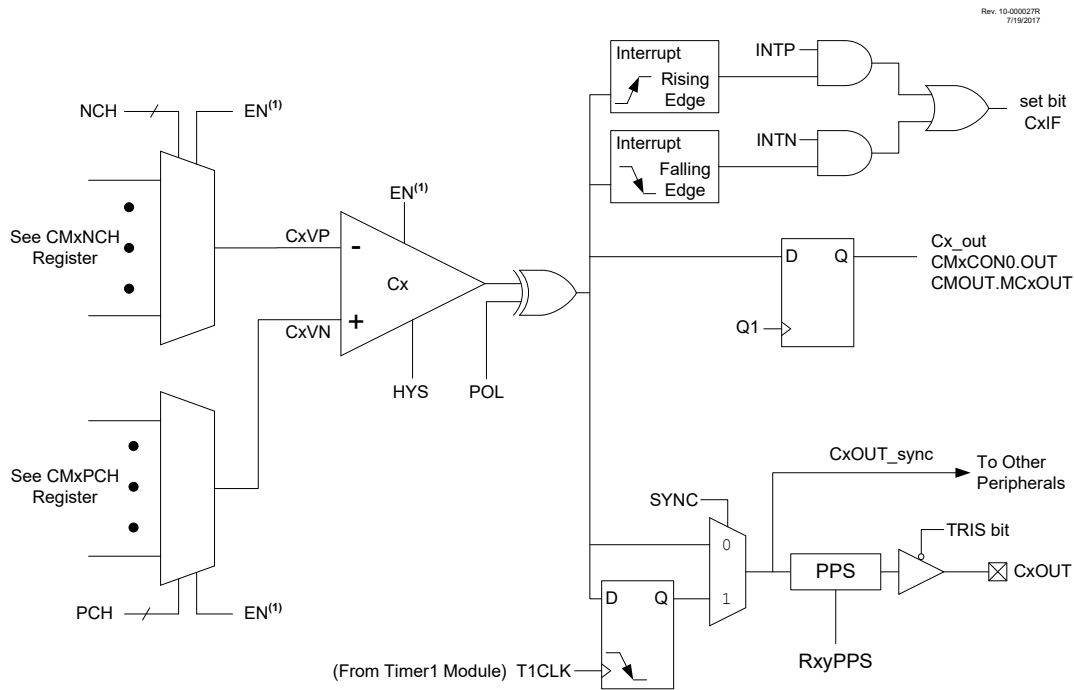 Rev. 10-000027R
7/19/2017
Interrupt
Rising
Edge
INTP
set bit
CxIF
NCH
EN(1)
Interrupt
Falling
Edge
INTN
EN(1)
See CMxNCH
Register
CxVP
-
Cx
+
CxVN
HYS
POL
D
Q
Q1
Cx_out
CMxCON0.OUT
CMOUT.MCxOUT
See CMxPCH
Register
PCH
EN(1)
CxOUT_sync
To Other
Peripherals
SYNC
0
1
TRIS bit
PPS
CxOUT
D
Q
RxyPPS
(From Timer1 Module) T1CLK